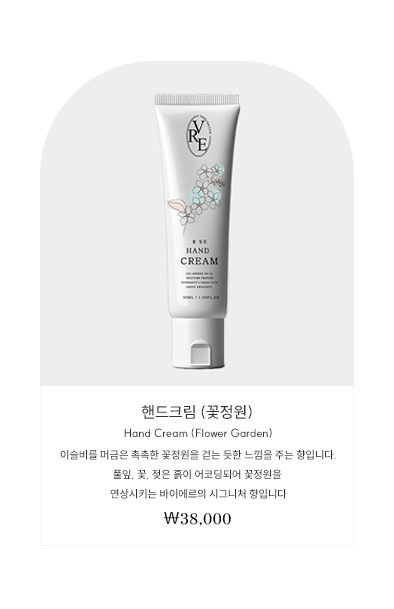 VRE
꽃 정원
HAND
CREAM
핸드크림 (꽃정원)
Hand Cream (Flower Garden)
이슬비를 머금은 촉촉한 꽃정원을 걷는 듯한 느낌을 주는 향입니다.
풀잎, 꽃, 젖은 흙이 어코딩되어 꽃정원을
연상시키는 바이에르의 시그니처 향입니다
₩38,000